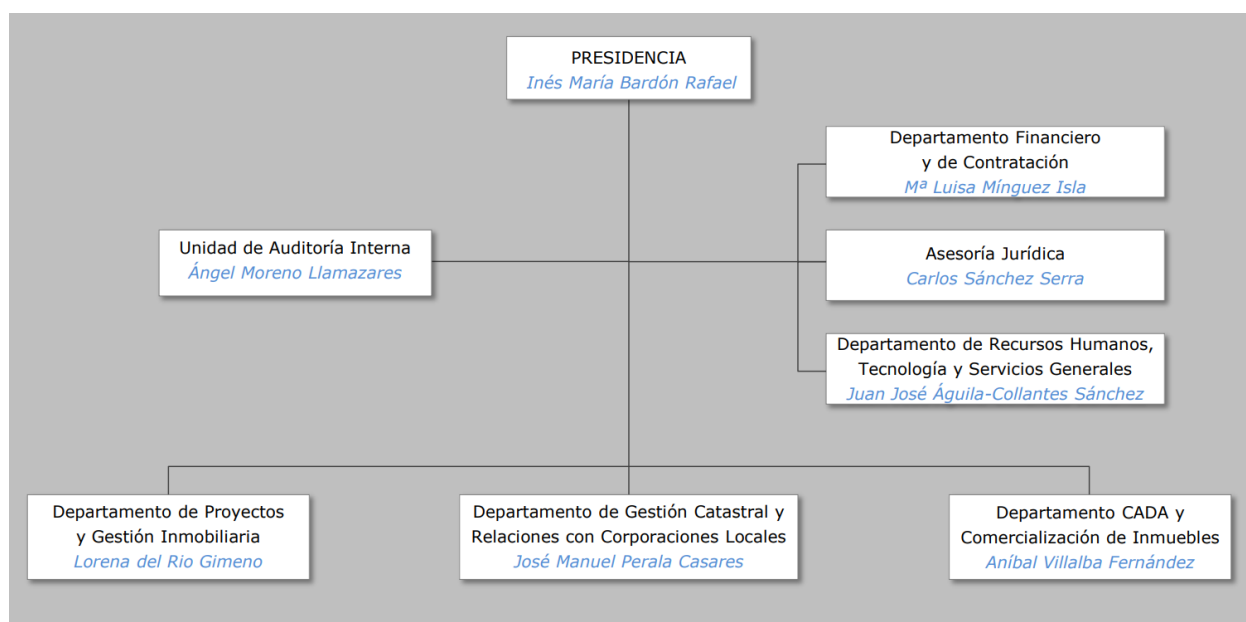 PRESIDENCIA
Inés María Bardón Rafael
Departamento Financiero
y de Contratación
Mª Luisa Mínguez Isla
Unidad de Auditoría Interna
Ángel Moreno Llamazares
Asesoría Jurídica
Carlos Sánchez Serra
Departamento de Recursos Humanos,
Tecnología y Servicios Generales
Juan José Águila-Collantes Sánchez
Departamento de Proyectos
y Gestión Inmobiliaria
Lorena del Rio Gimeno
Departamento de Gestión Catastral y
Relaciones con Corporaciones Locales
José Manuel Perala Casares
Departamento CADA y
Comercialización de Inmuebles
Aníbal Villalba Fernández